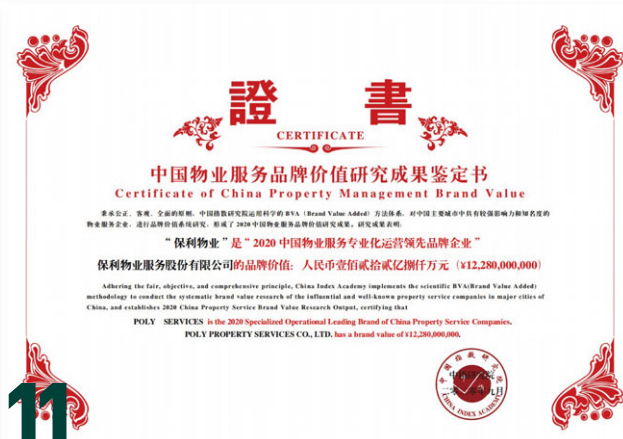 證書
CERTIFICATE
中国物业服务品牌价值研究成果鉴定书
Certificate of China Property Management Brand Value
秉承公正、客观、全面的原则，中国指数研究院运用科学的 BVA（Brand Value Added）方法体系，对中国主要城市中具有较强影响力和知名度的
物业服务企业，进行品牌价值系统研究，形成了 2020 中国物业服务品牌价值研究成果。研究成果表明：
“保利物业”是“2020 中国物业服务专业化运营领先品牌企业”
保利物业服务股份有限公司的品牌价值：人民币壹佰贰拾贰亿捌仟万元（¥12,280,000,000）
Adhering the fair, objective, and comprehensive principle, China Index Academy implements the scientific BVA(Brand Value Added)
methodology to conduct the systematic brand value research of the influential and well-known property service companies in major cities of
China, and establishes 2020 China Property Service Brand Value Research Output, certifying that
POLY SERVICES is the 2020 Specialized Operational Leading Brand of China Property Service Companies.
POLY PROPERTY SERVICES CO., LTD. has a brand value of ¥12,280,000,000.
中国指数研究院
CHINA INDEX ACADEMY
11